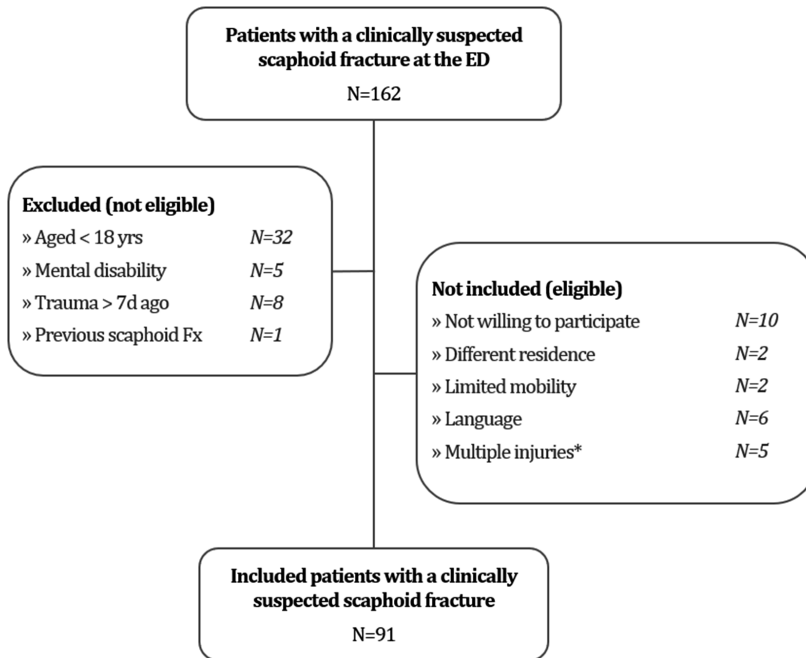 Patients with a clinically suspected
scaphoid fracture at the ED
N=162
Excluded (not eligible)
» Aged < 18 yrs N=32
» Mental disability N=5
» Trauma > 7d ago N=8
» Previous scaphoid Fx N=1
Not included (eligible)
» Not willing to participate N=10
» Different residence N=2
» Limited mobility N=2
» Language N=6
» Multiple injuries* N=5
Included patients with a clinically
suspected scaphoid fracture
N=91